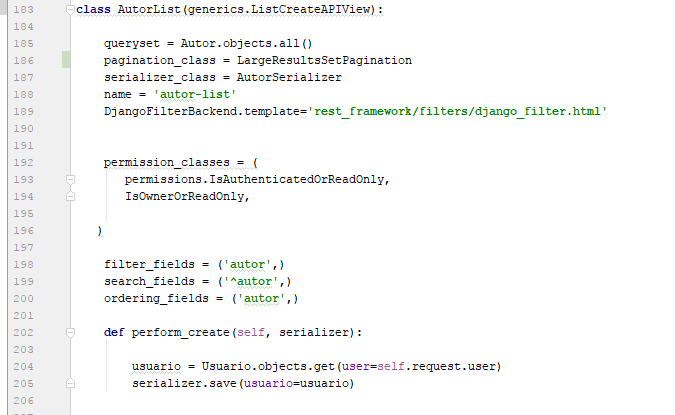 183 class AutorList(generics.ListCreateAPIView):
184
185 queryset = Autor.objects.all()
186 pagination_class = LargeResultsSetPagination
187 serializer_class = AutorSerializer
188 name = 'autor-list'
189 DjangoFilterBackend.template='rest_framework/filters/django_filter.html'
190
191
192 permission_classes = (
193 permissions.IsAuthenticatedOrReadOnly,
194 IsOwnerOrReadOnly,
195
196 )
197
198 filter_fields = ('autor',)
199 search_fields = ('^autor',)
200 ordering_fields = ('autor',)
201
202 def perform_create(self, serializer):
203
204 usuario = Usuario.objects.get(user=self.request.user)
205 serializer.save(usuario=usuario)
206